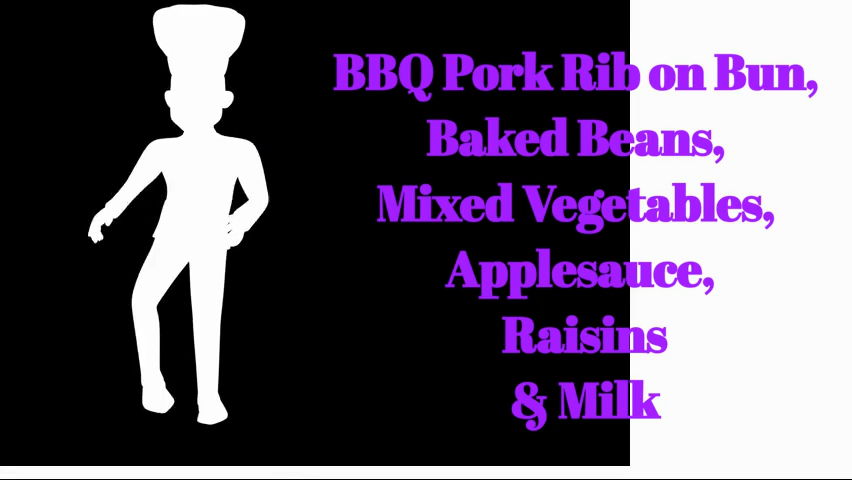 BBQ Pork Rib on Bun,
Baked Beans,
Mixed Vegetables,
Applesauce,
Raisins
& Milk